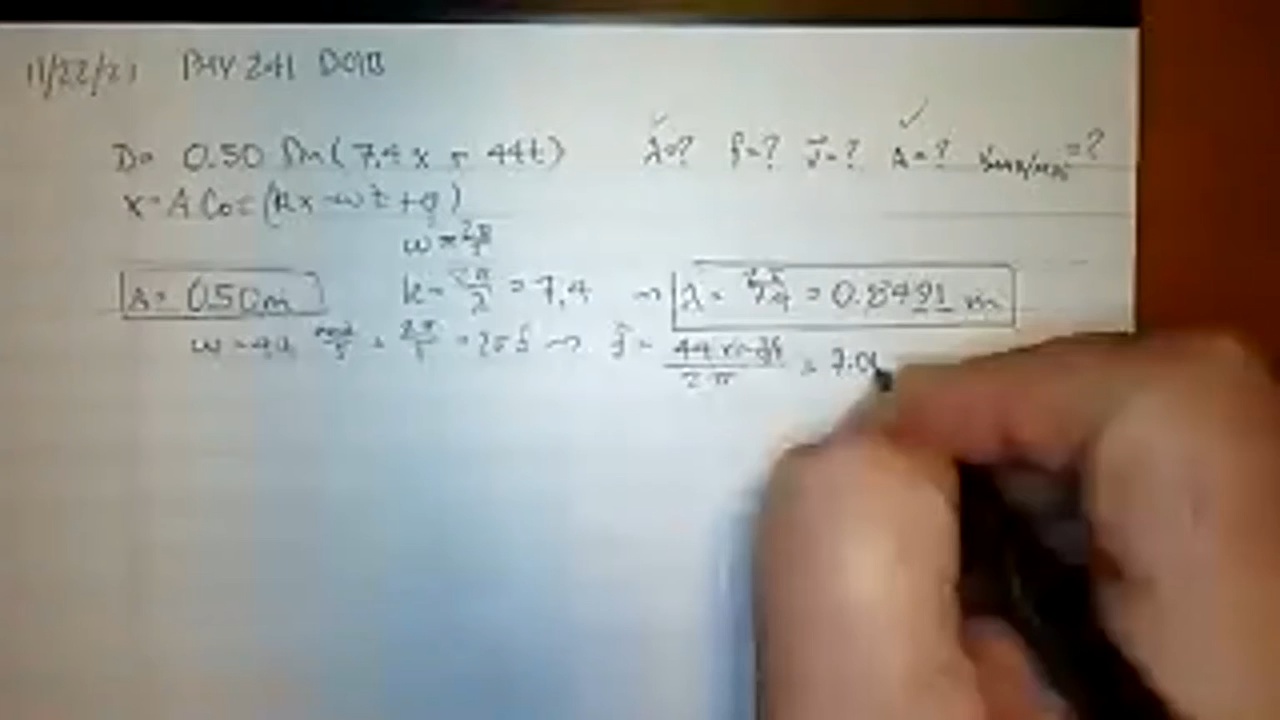 11/22/21 PHY 241 D01B
D= 0.50 Sin(7.4x - 44t) λ=? f=? v=? A=? =?
x=A Cos(kx-ωt+φ)
ω=2π/T
A= 0.50m k=2π/λ=7.4 → λ=2π/7.4=0.8491 m
ω=44 rad/s=2π/T=2πf → f=44 rad/s/2π=7.0